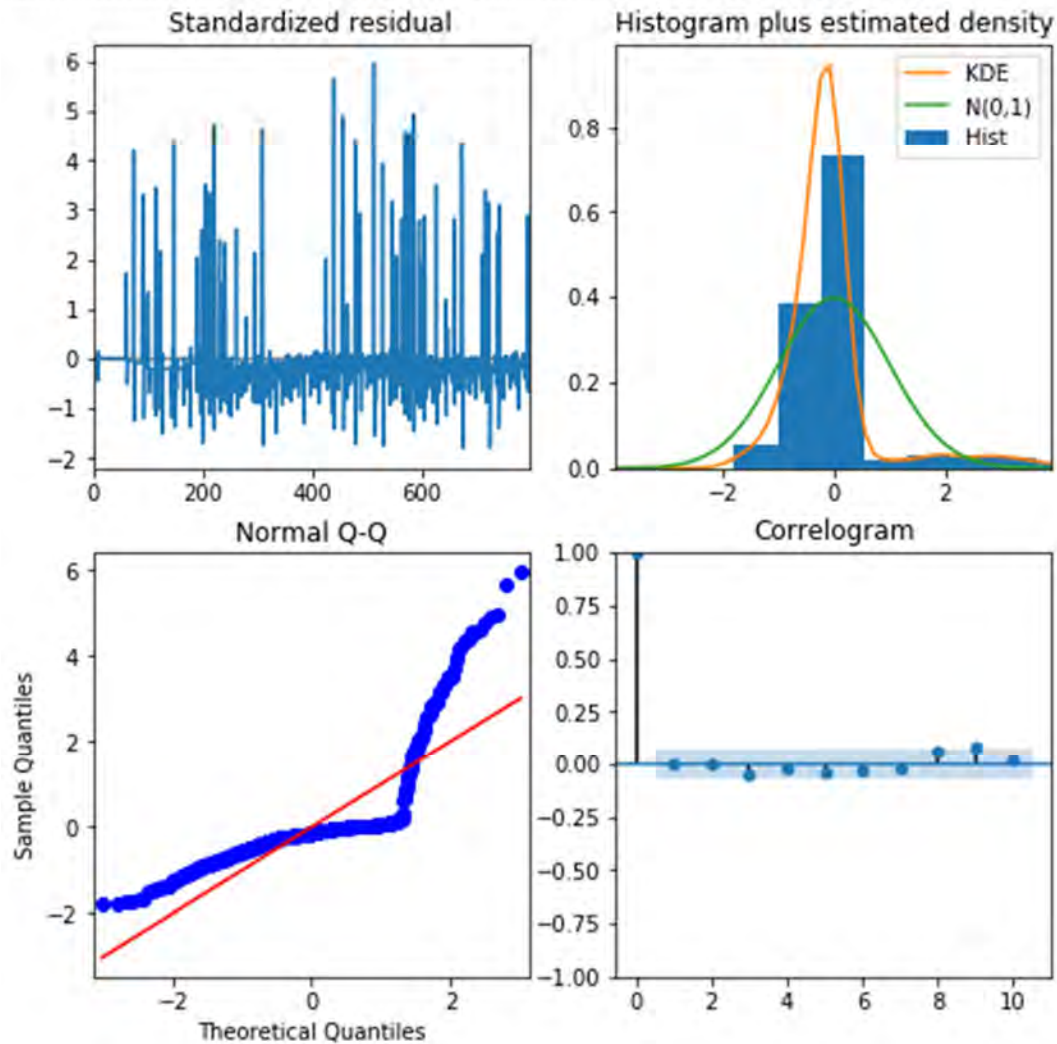 Standardized residual
6
5
4
3
2
1
0
−1
−2
0 200 400 600
Histogram plus estimated density
KDE
N(0,1)
Hist
0.8
0.6
0.4
0.2
0.0
−2 0 2
Normal Q-Q
Sample Quantiles
6
4
2
0
−2
−2 0 2
Theoretical Quantiles
Correlogram
1.00
0.75
0.50
0.25
0.00
−0.25
−0.50
−0.75
−1.00
0 2 4 6 8 10